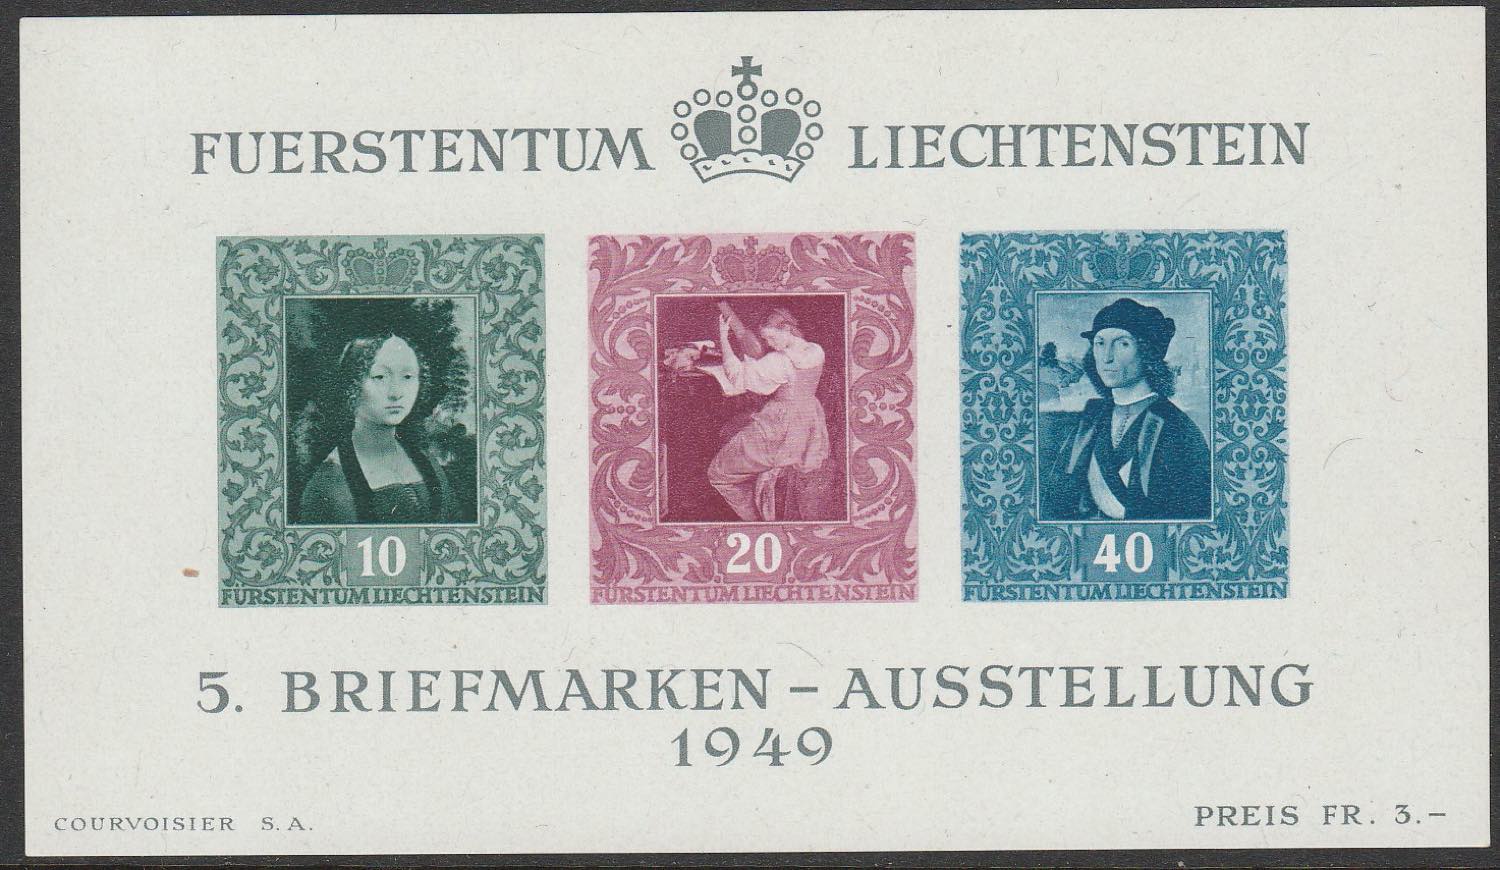 FUERSTENTUM LIECHTENSTEIN
10
FÜRSTENTUM LIECHTENSTEIN
20
FÜRSTENTUM LIECHTENSTEIN
40
FÜRSTENTUM LIECHTENSTEIN
5. BRIEFMARKEN – AUSSTELLUNG
1949
COURVOISIER S.A.
PREIS FR. 3.–